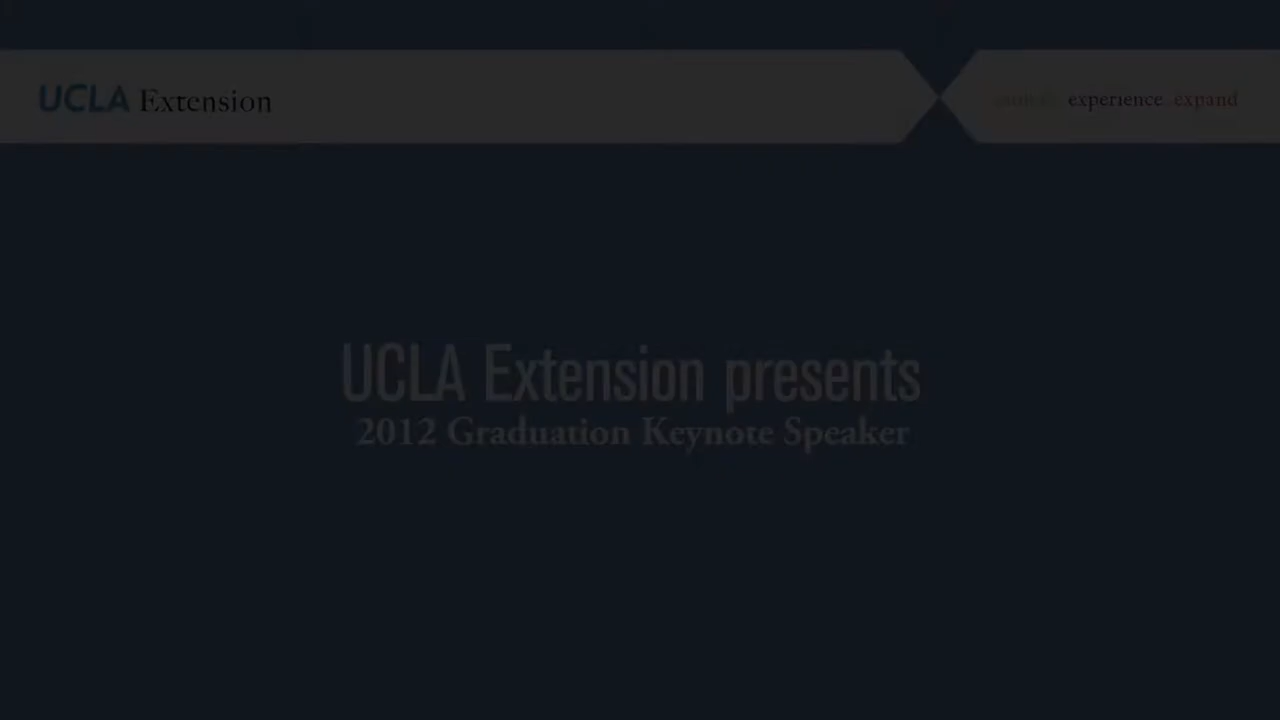 UCLA Extension
experience expand
UCLA Extension presents
2012 Graduation Keynote Speaker